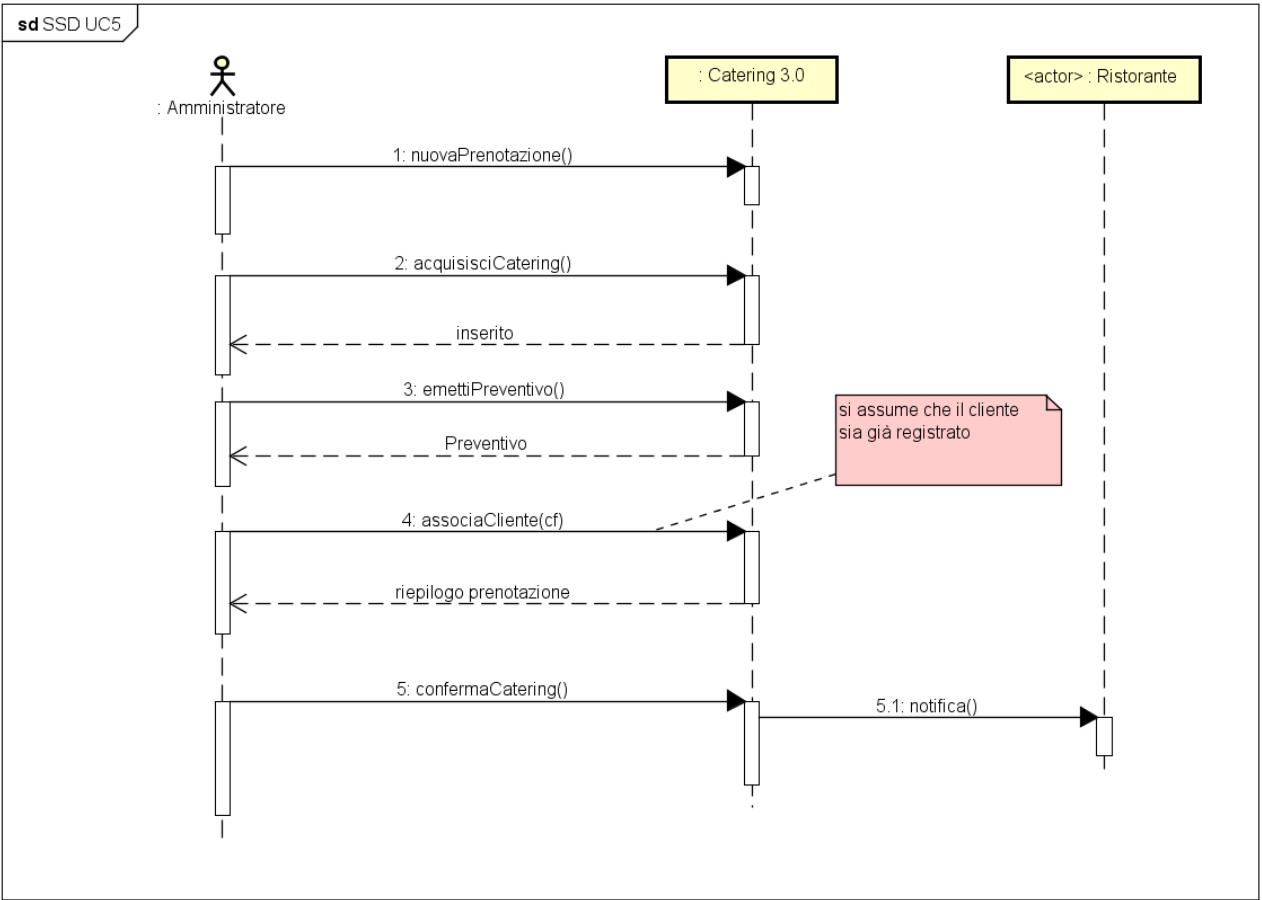 sd SSD UC5
: Amministratore
: Catering 3.0
<actor> : Ristorante
1: nuovaPrenotazione()
2: acquisisciCatering()
inserito
3: emettiPreventivo()
si assume che il cliente
sia già registrato
Preventivo
4: associaCliente(cf)
riepilogo prenotazione
5: confermaCatering()
5.1: notifica()